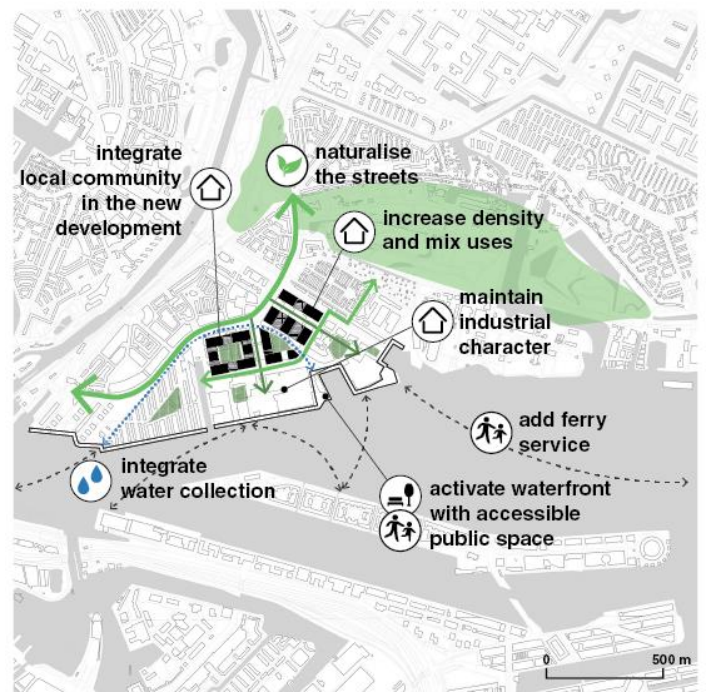 integrate
local community
in the new
development
naturalise
the streets
increase density
and mix uses
maintain
industrial
character
add ferry
service
integrate
water collection
activate waterfront
with accessible
public space
0 500 m